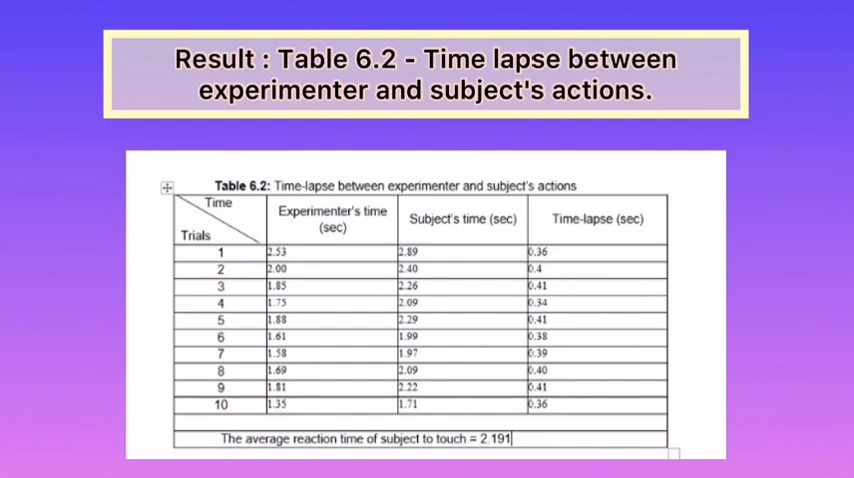 Result : Table 6.2 - Time lapse between
experimenter and subject's actions.
Table 6.2: Time-lapse between experimenter and subject's actions
Time
Trials
Experimenter's time
(sec)
Subject's time (sec)
Time-lapse (sec)
1 2.53 2.89 0.36
2 2.00 2.40 0.4
3 1.85 2.26 0.41
4 1.75 2.09 0.34
5 1.88 2.29 0.41
6 1.61 1.99 0.38
7 1.58 1.97 0.39
8 1.69 2.09 0.40
9 1.81 2.22 0.41
10 1.35 1.71 0.36
The average reaction time of subject to touch = 2.191